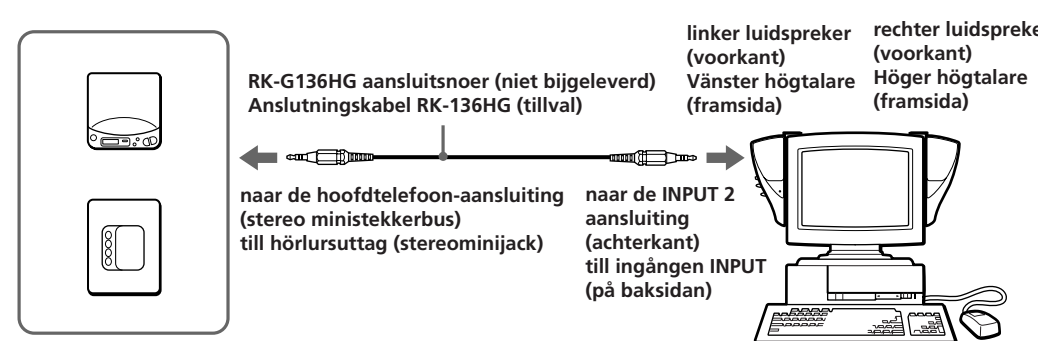 linker luidspreker
(voorkant)
Vänster högtalare
(framsida)
rechter luidspreke
(voorkant)
Höger högtalare
(framsida)
RK-G136HG aansluitsnoer (niet bijgeleverd)
Anslutningskabel RK-136HG (tillval)
naar de hoofdtelefoon-aansluiting
(stereo ministekkerbus)
till hörlursuttag (stereominijack)
naar de INPUT 2
aansluiting
(achterkant)
till ingången INPUT
(på baksidan)